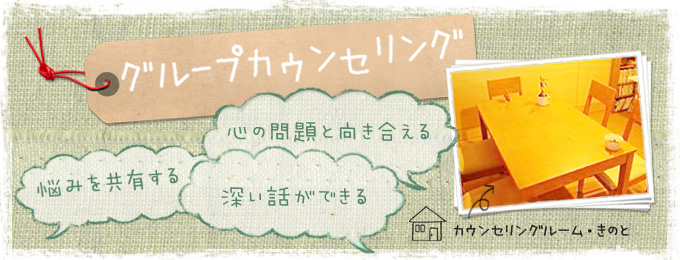 グループカウンセリング
心の問題と向き合える
悩みを共有する
深い話ができる
カウンセリングルーム・きのと